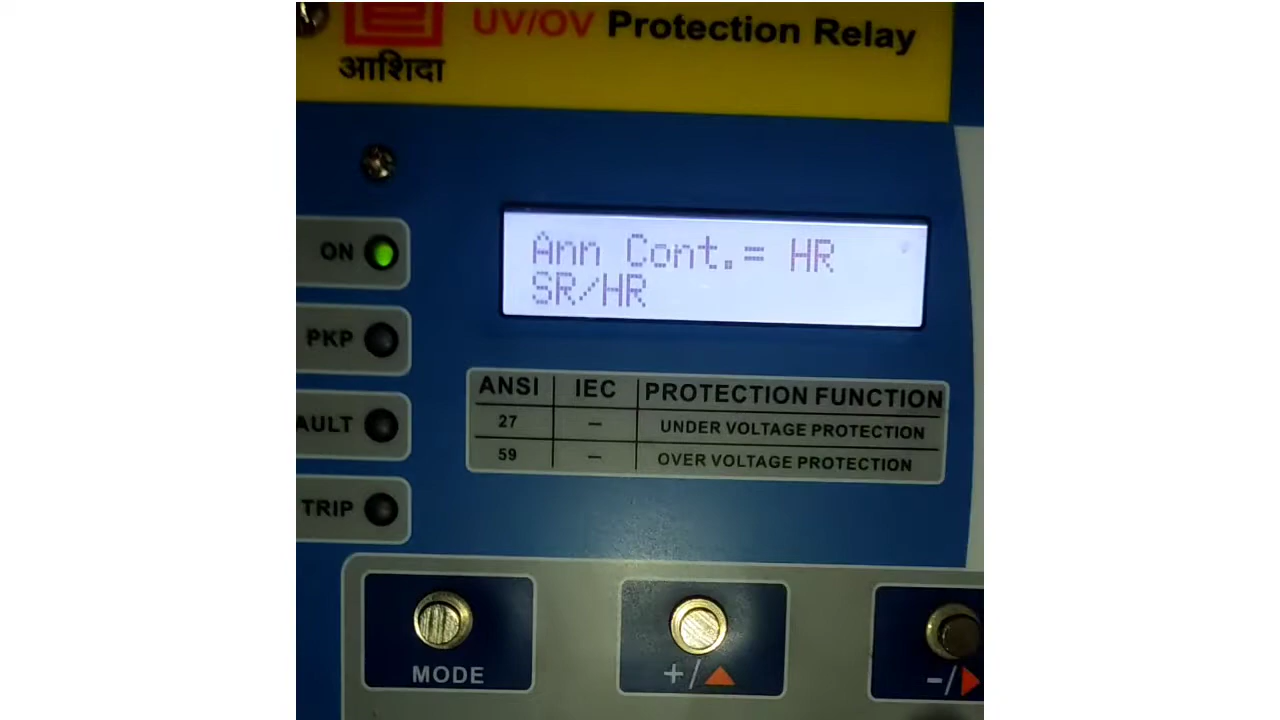 UV/OV Protection Relay
आशिदा
ON
PKP
AULT
TRIP
Ann Cont.= HR
SR/HR
ANSI IEC PROTECTION FUNCTION
27 – UNDER VOLTAGE PROTECTION
59 – OVER VOLTAGE PROTECTION
MODE
+/▲
-/▶